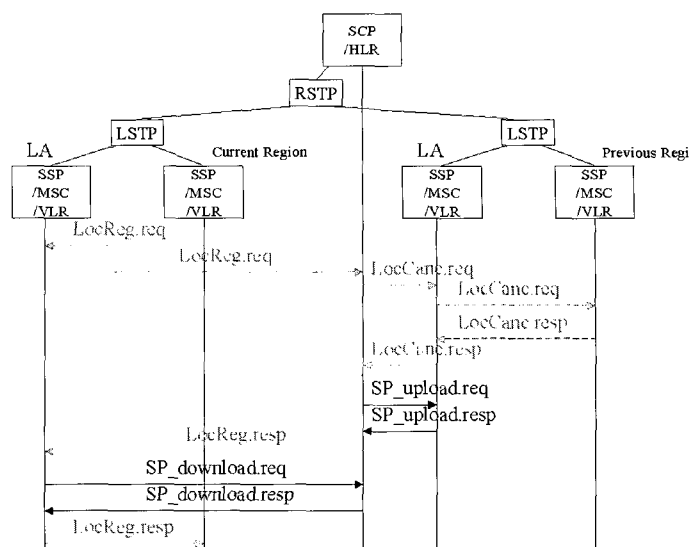 SCP
/HLR
RSTP
LSTP
LSTP
LA
Current Region
LA
Previous Regi
SSP
/MSC
/VLR
SSP
/MSC
/VLR
SSP
/MSC
/VLR
SSP
/MSC
/VLR
LocReg.req
LocReg.req
LocCanc.req
LocCanc.req
LocCanc.resp
LocCanc.resp
SP_upload.req
SP_upload.resp
LocReg.resp
SP_download.req
SP_download.resp
LocReg.resp